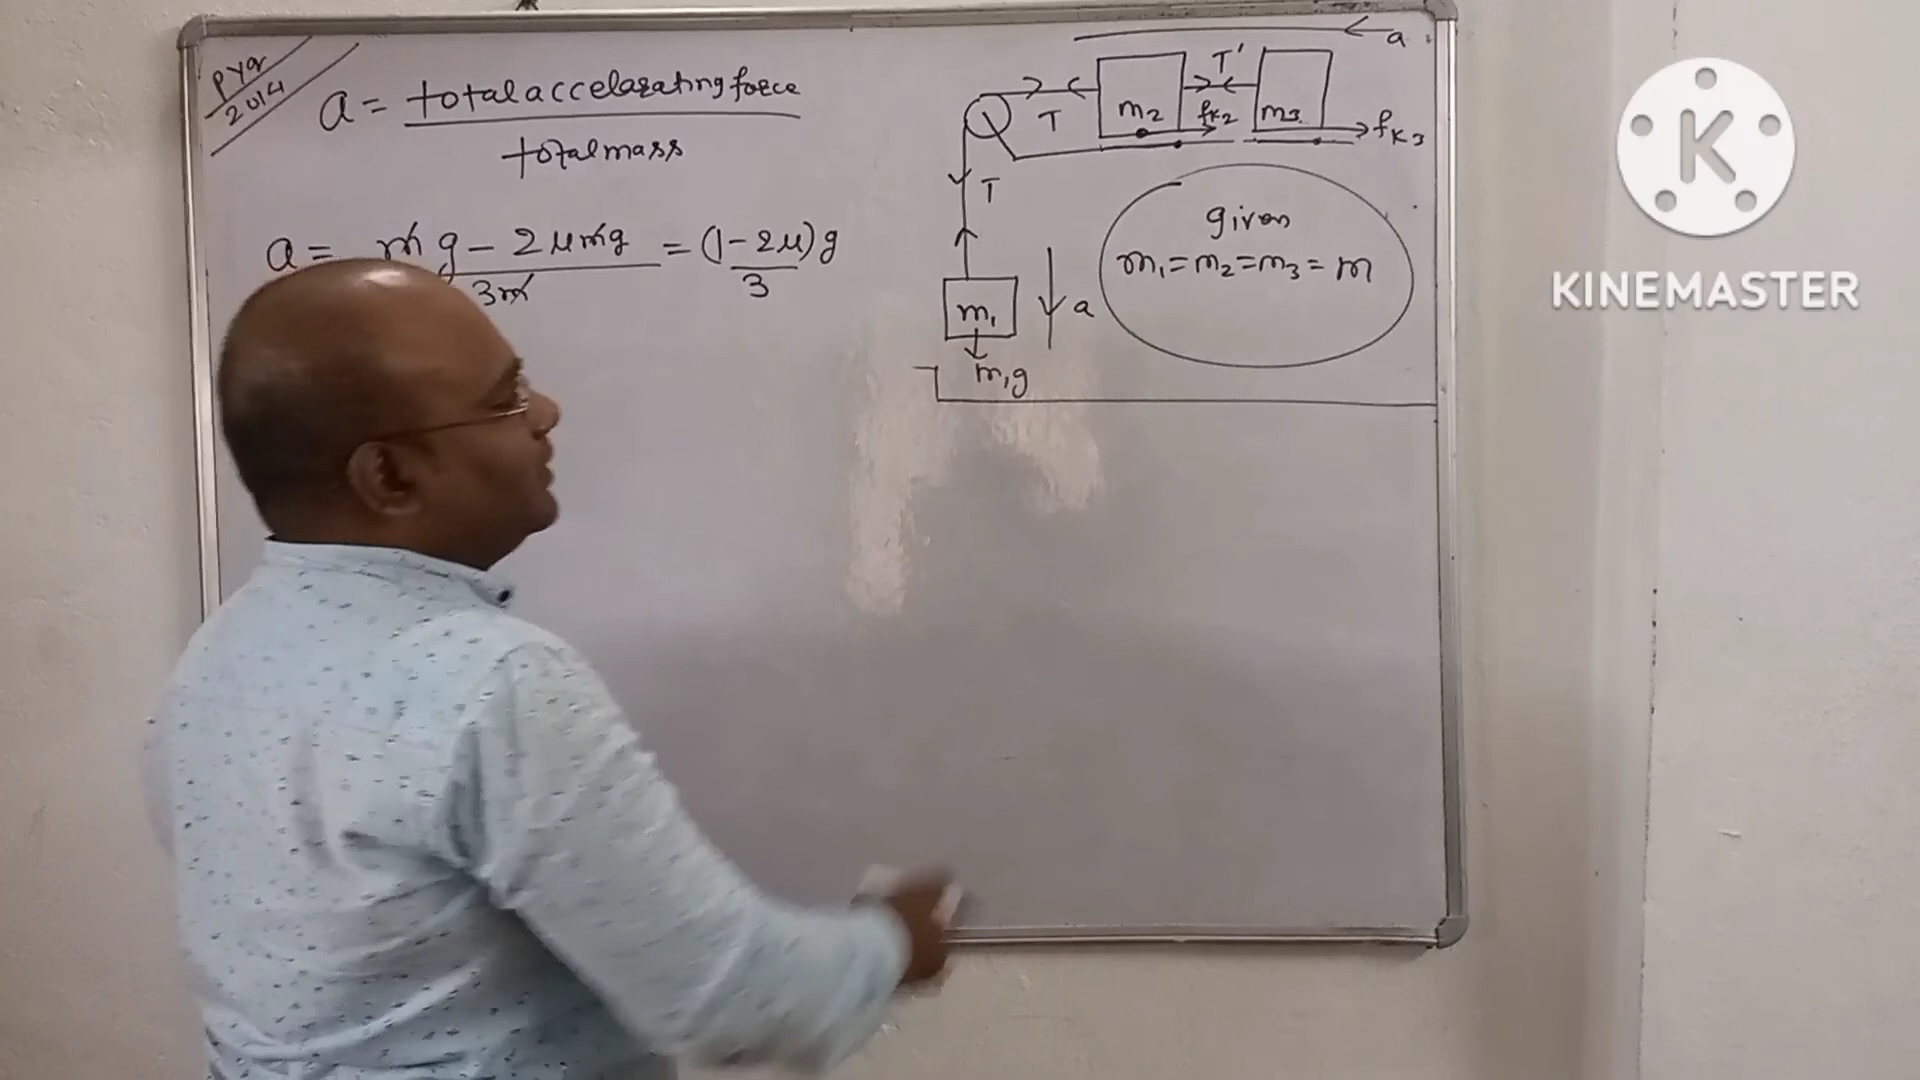 PYQ
2014
a = total accelarating force
total mass
a = mg - 2μmg = (1-2μ)g
3m 3
a
T'
T m2 fk2 m3 fk3
T
given
m1=m2=m3=m
m1 a
m1g
K
KINEMASTER